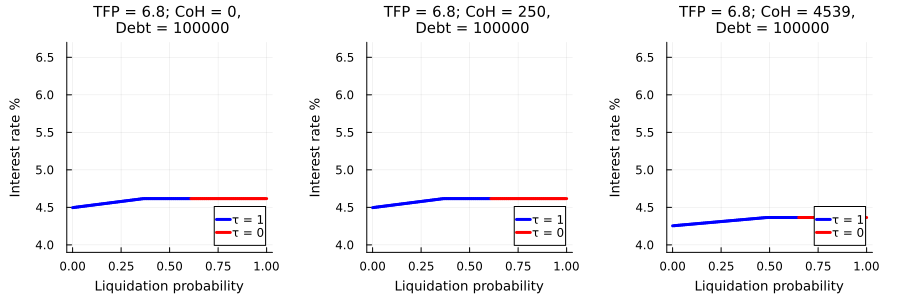 TFP = 6.8; CoH = 0,
Debt = 100000
Interest rate %
6.5
6.0
5.5
5.0
4.5
4.0
τ = 1
τ = 0
0.00 0.25 0.50 0.75 1.00
Liquidation probability
TFP = 6.8; CoH = 250,
Debt = 100000
Interest rate %
6.5
6.0
5.5
5.0
4.5
4.0
τ = 1
τ = 0
0.00 0.25 0.50 0.75 1.00
Liquidation probability
TFP = 6.8; CoH = 4539,
Debt = 100000
Interest rate %
6.5
6.0
5.5
5.0
4.5
4.0
τ = 1
τ = 0
0.00 0.25 0.50 0.75 1.00
Liquidation probability